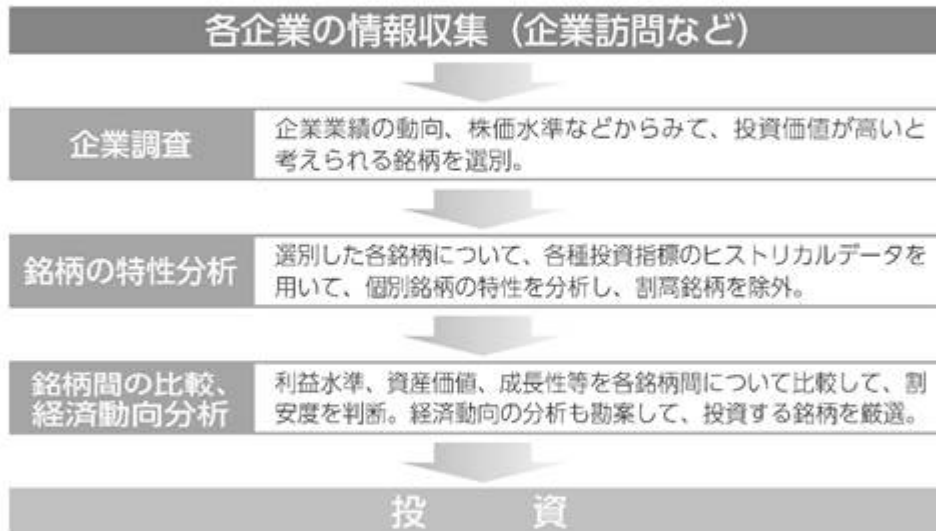 各企業の情報収集（企業訪問など）
企業調査
企業業績の動向、株価水準などからみて、投資価値が高いと
考えられる銘柄を選別。
銘柄の特性分析
選別した各銘柄について、各種投資指標のヒストリカルデータを
用いて、個別銘柄の特性を分析し、割高銘柄を除外。
銘柄間の比較、
経済動向分析
利益水準、資産価値、成長性等を各銘柄間について比較して、割
安度を判断。経済動向の分析も勘案して、投資する銘柄を厳選。
投　資